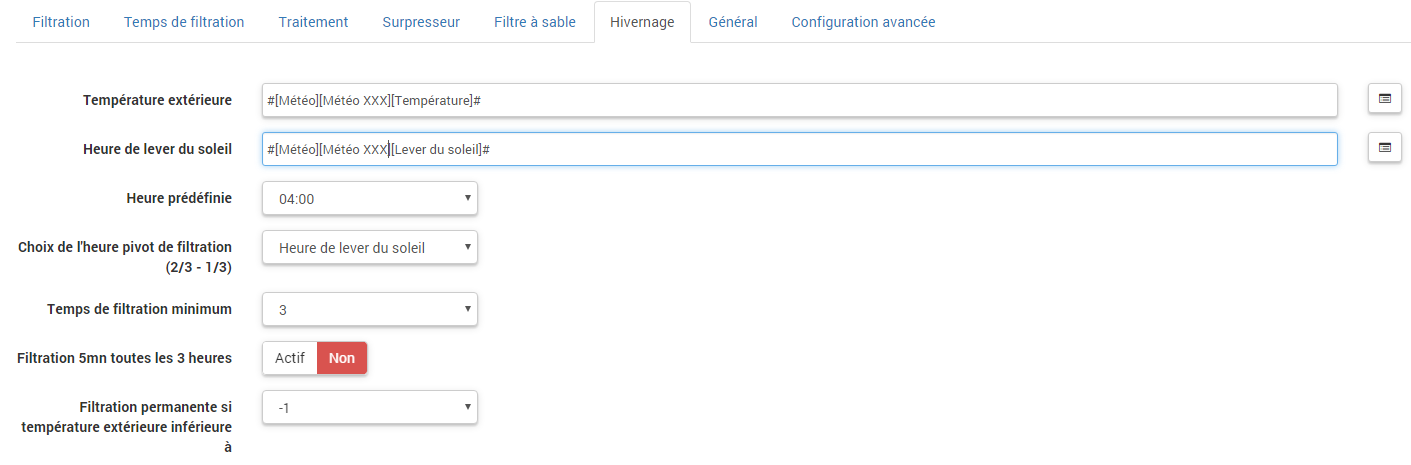 Filtration Temps de filtration Traitement Surpresseur Filtre à sable Hivernage Général Configuration avancée
Température extérieure #[Météo][Météo XXX][Température]#
Heure de lever du soleil #[Météo][Météo XXX][Lever du soleil]#
Heure prédéfinie 04:00
Choix de l'heure pivot de filtration Heure de lever du soleil
(2/3 - 1/3)
Temps de filtration minimum 3
Filtration 5mn toutes les 3 heures Actif Non
Filtration permanente si -1
température extérieure inférieure
à